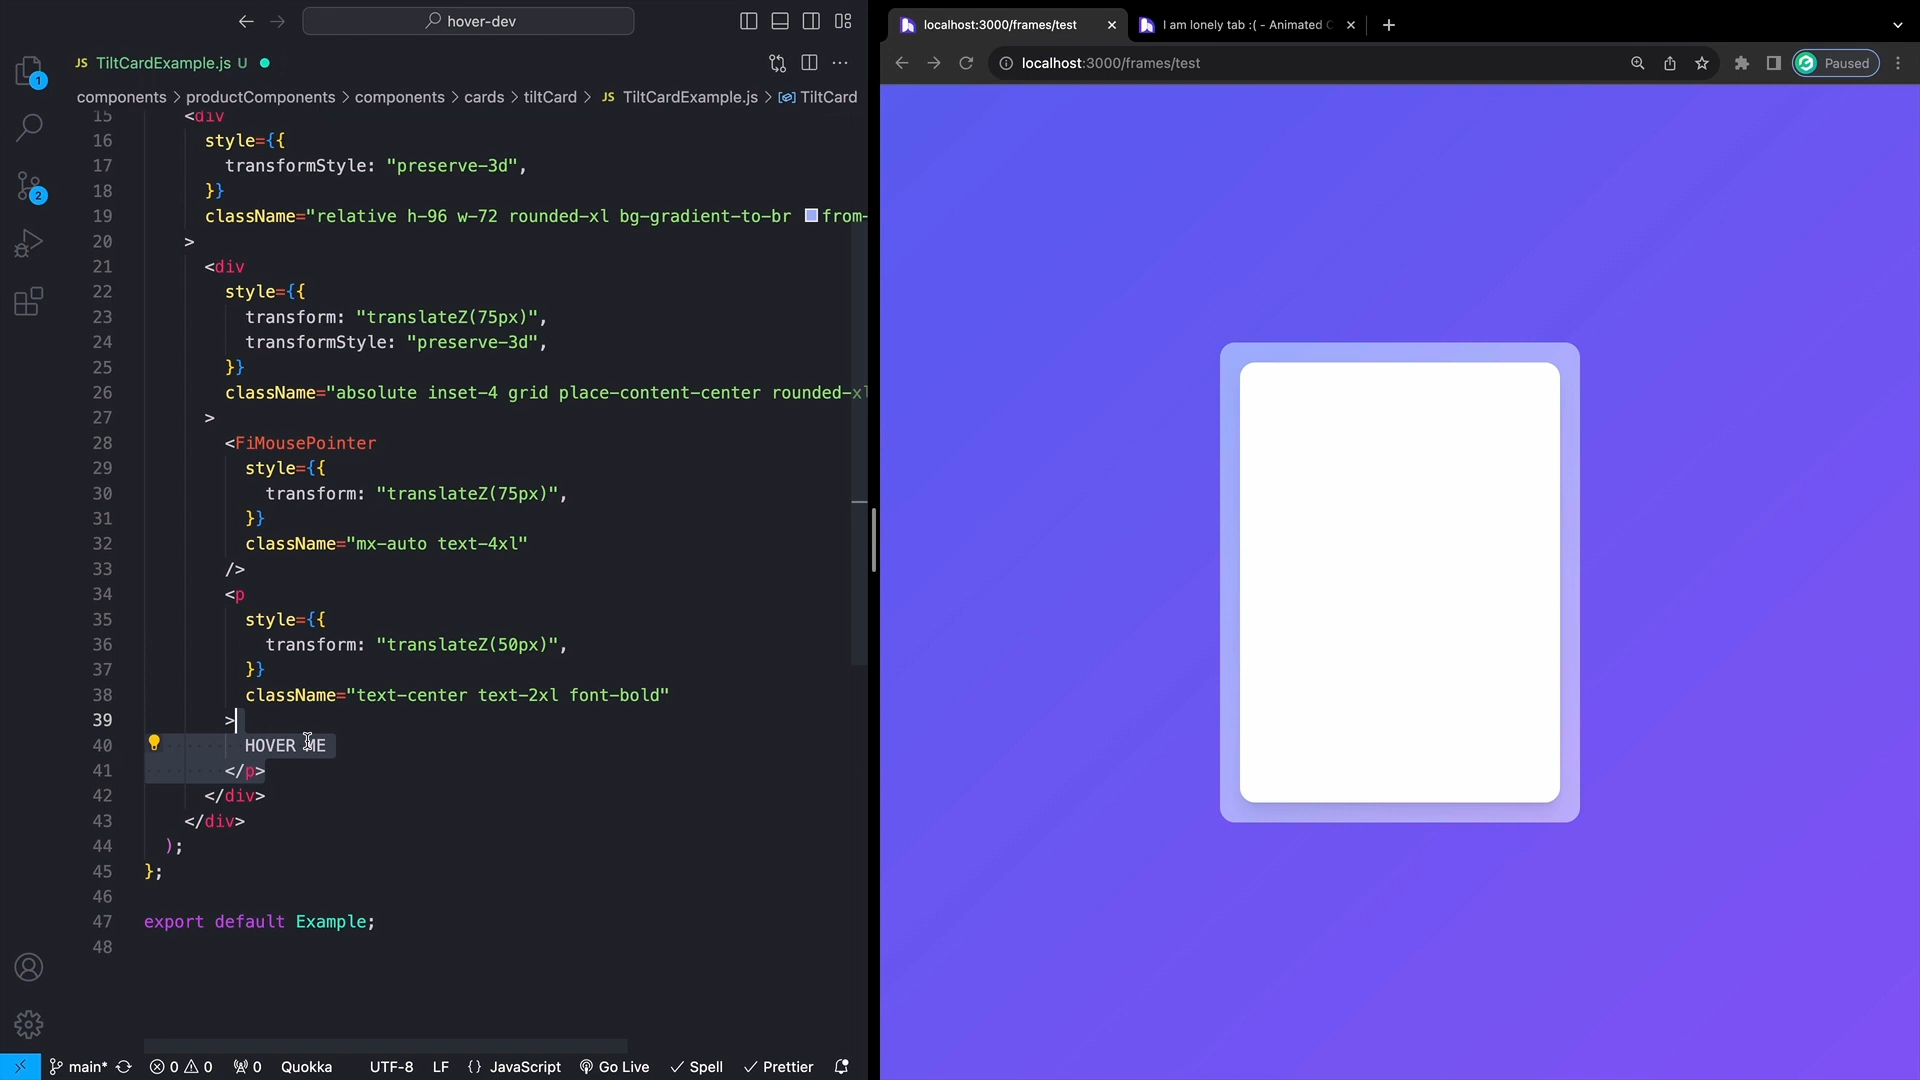 hover-dev
JS TiltCardExample.js U
components > productComponents > components > cards > tiltCard > JS TiltCardExample.js > TiltCard
15 <div
16 style={{
17 transformStyle: "preserve-3d",
18 }}
19 className="relative h-96 w-72 rounded-xl bg-gradient-to-br from-
20 >
21 <div
22 style={{
23 transform: "translateZ(75px)",
24 transformStyle: "preserve-3d",
25 }}
26 className="absolute inset-4 grid place-content-center rounded-xl
27 >
28 <FiMousePointer
29 style={{
30 transform: "translateZ(75px)",
31 }}
32 className="mx-auto text-4xl"
33 />
34 <p
35 style={{
36 transform: "translateZ(50px)",
37 }}
38 className="text-center text-2xl font-bold"
39 >
40 HOVER ME
41 </p>
42 </div>
43 </div>
44 );
45 };
46
47 export default Example;
48
1
2
main* 0 0 0 Quokka UTF-8 LF {} JavaScript Go Live Spell Prettier
localhost:3000/frames/test
I am lonely tab :( - Animated C
localhost:3000/frames/test
Paused